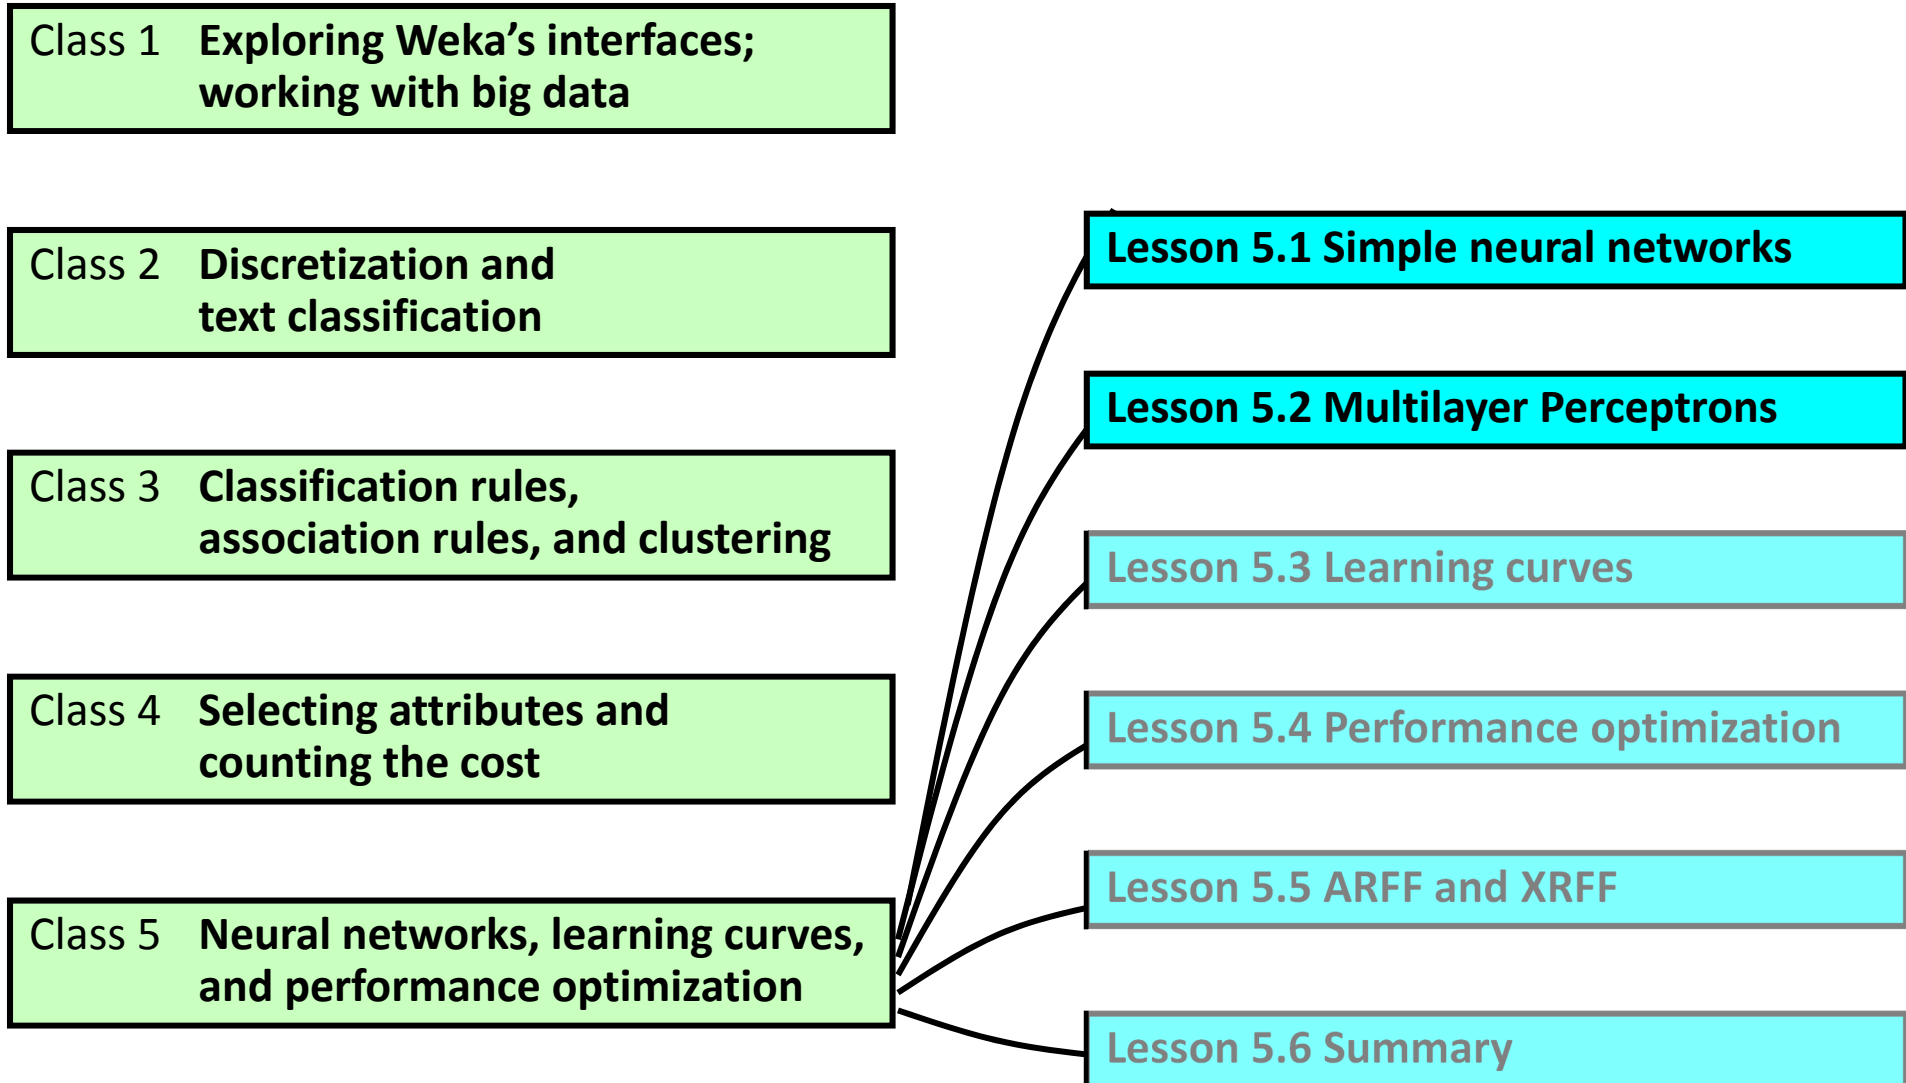 Class 1 Exploring Weka’s interfaces;
working with big data
Class 2 Discretization and
text classification
Class 3 Classification rules,
association rules, and clustering
Class 4 Selecting attributes and
counting the cost
Class 5 Neural networks, learning curves,
and performance optimization
Lesson 5.1 Simple neural networks
Lesson 5.2 Multilayer Perceptrons
Lesson 5.3 Learning curves
Lesson 5.4 Performance optimization
Lesson 5.5 ARFF and XRFF
Lesson 5.6 Summary